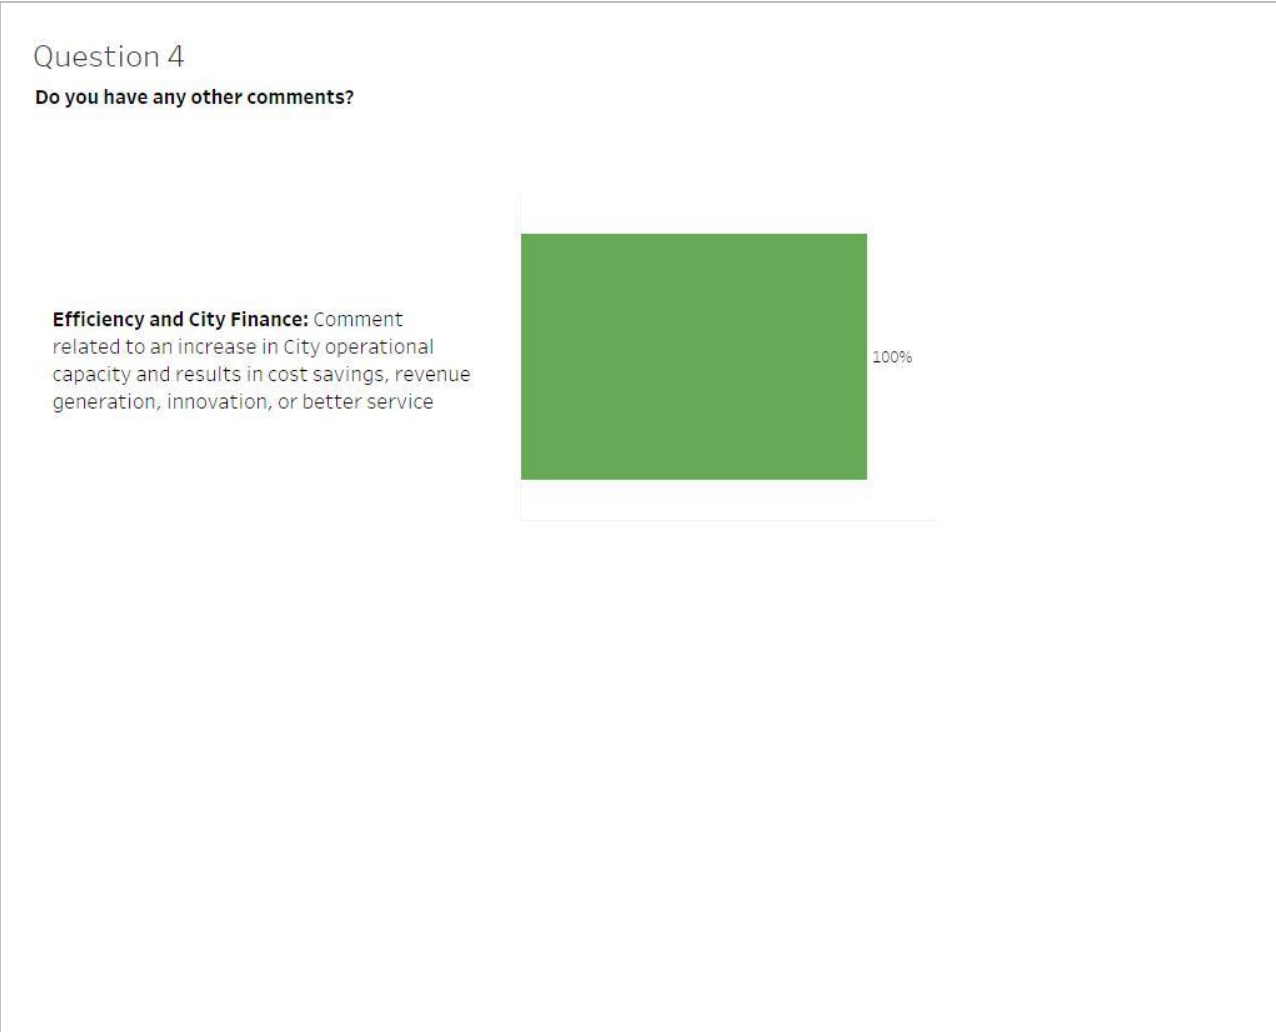 Question 4
Do you have any other comments?
Efficiency and City Finance: Comment
related to an increase in City operational
capacity and results in cost savings, revenue
generation, innovation, or better service
100%